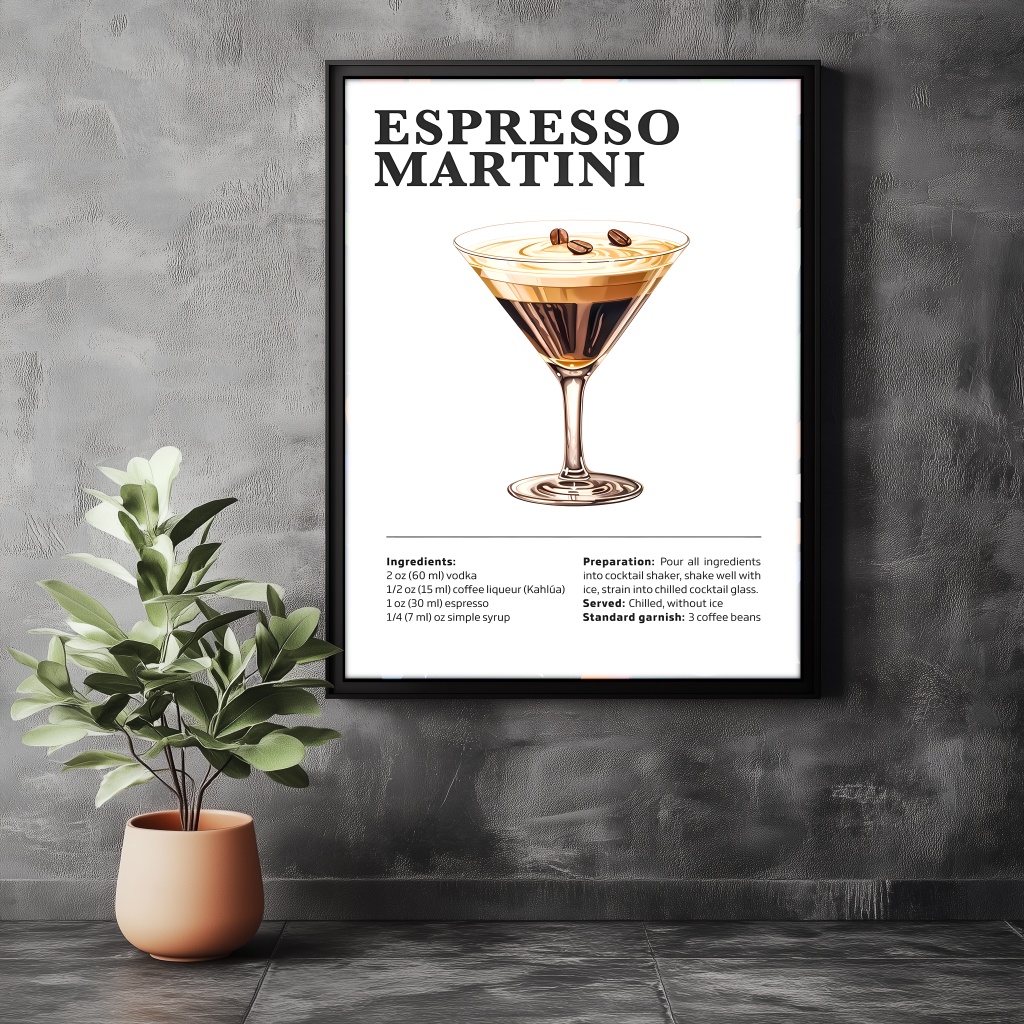 ESPRESSO
MARTINI
Ingredients:
2 oz (60 ml) vodka
1/2 oz (15 ml) coffee liqueur (Kahlúa)
1 oz (30 ml) espresso
1/4 (7 ml) oz simple syrup
Preparation: Pour all ingredients
into cocktail shaker, shake well with
ice, strain into chilled cocktail glass.
Served: Chilled, without ice
Standard garnish: 3 coffee beans